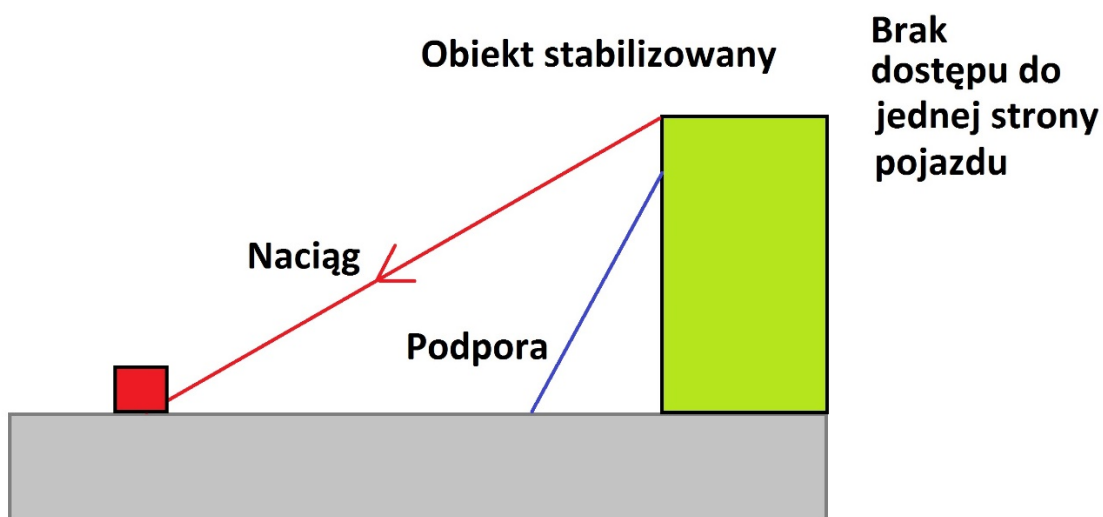 Obiekt stabilizowany
Brak
dostępu do
jednej strony
pojazdu
Naciąg
Podpora